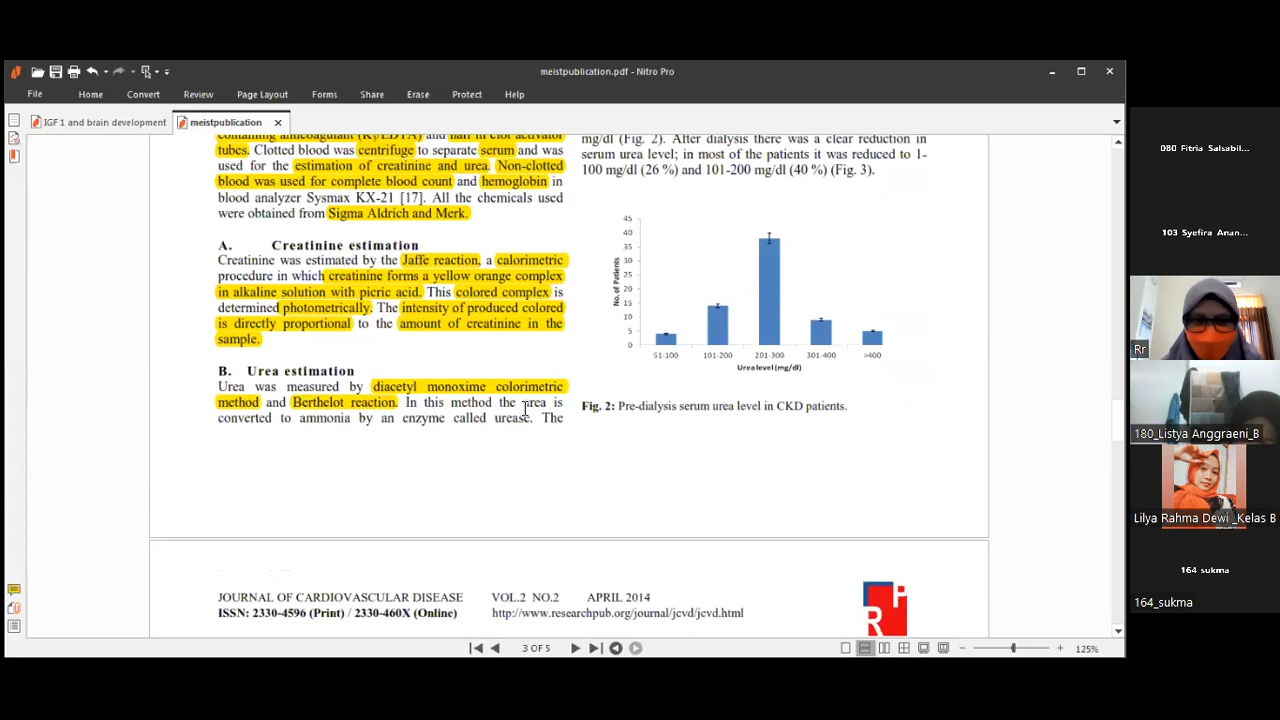 meistpublication.pdf - Nitro Pro
File Home Convert Review Page Layout Forms Share Erase Protect Help
IGF 1 and brain development
meistpublication
containing anticoagulant (K3/EDTA) and half in clot activator
tubes. Clotted blood was centrifuge to separate serum and was
used for the estimation of creatinine and urea. Non-clotted
blood was used for complete blood count and hemoglobin in
blood analyzer Sysmax KX-21 [17]. All the chemicals used
were obtained from Sigma Aldrich and Merk.
A. Creatinine estimation
Creatinine was estimated by the Jaffe reaction, a calorimetric
procedure in which creatinine forms a yellow orange complex
in alkaline solution with picric acid. This colored complex is
determined photometrically. The intensity of produced colored
is directly proportional to the amount of creatinine in the
sample.
B. Urea estimation
Urea was measured by diacetyl monoxime colorimetric
method and Berthelot reaction. In this method the area is
converted to ammonia by an enzyme called urease. The
mg/dl (Fig. 2). After dialysis there was a clear reduction in
serum urea level; in most of the patients it was reduced to 1-
100 mg/dl (26 %) and 101-200 mg/dl (40 %) (Fig. 3).
No. of Patients
45
40
35
30
25
20
15
10
5
0
51-100 101-200 201-300 301-400 >400
Urea level (mg/dl)
Fig. 2: Pre-dialysis serum urea level in CKD patients.
JOURNAL OF CARDIOVASCULAR DISEASE VOL.2 NO.2 APRIL 2014
ISSN: 2330-4596 (Print) / 2330-460X (Online) http://www.researchpub.org/journal/jcvd/jcvd.html
R i
3 OF 5
125%
080 Fitria Salsabil...
103 Syefira Anan...
Rr
180_Listya Anggraeni_B
Lilya Rahma Dewi _Kelas B
164 sukma
164_sukma